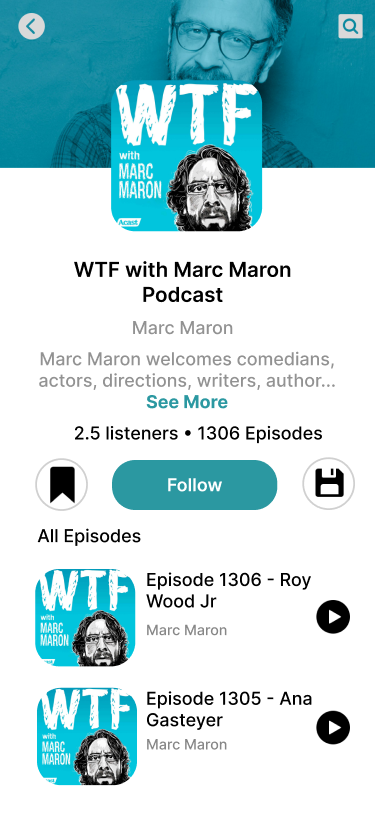 WTF
with
MARC
MARON
Acast
WTF with Marc Maron
Podcast
Marc Maron
Marc Maron welcomes comedians,
actors, directions, writers, author...
See More
2.5 listeners • 1306 Episodes
Follow
All Episodes
WTF
with
MARC
MARON
Episode 1306 - Roy
Wood Jr
Marc Maron
WTF
with
MARC
MARON
Episode 1305 - Ana
Gasteyer
Marc Maron